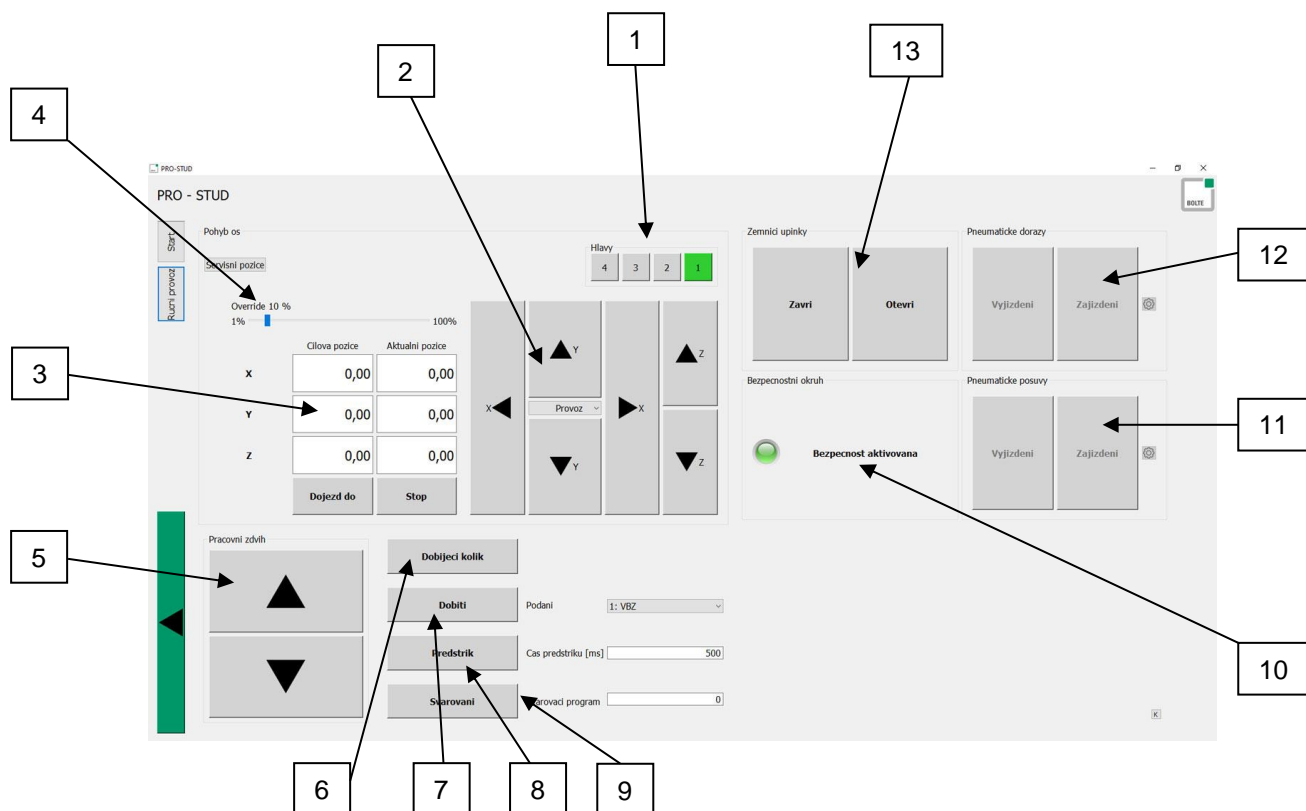 1
13
2
4
PRO-STUD
PRO - STUD
BOLTE
Start
Rucni provoz
Pohyb os
Servisni pozice
Hlavy
4 3 2 1
Override 10 %
1% 100%
Cilova pozice Aktualni pozice
X 0,00 0,00
Y 0,00 0,00
Z 0,00 0,00
Dojezd do Stop
X Y Provoz Y X Z Z
3
Zemnici upinky
Zavri Otevri
Pneumaticke dorazy
Vyjizdeni Zajizdeni
12
Bezpecnostni okruh
Bezpecnost aktivovana
Pneumaticke posuvy
Vyjizdeni Zajizdeni
11
5
Pracovni zdvih
Dobijeci kolik
Dobiti Podani 1: VBZ
Predstrik Cas predstriku [ms] 500
Svarovani varovaci program 0
10
K
6
7
8
9